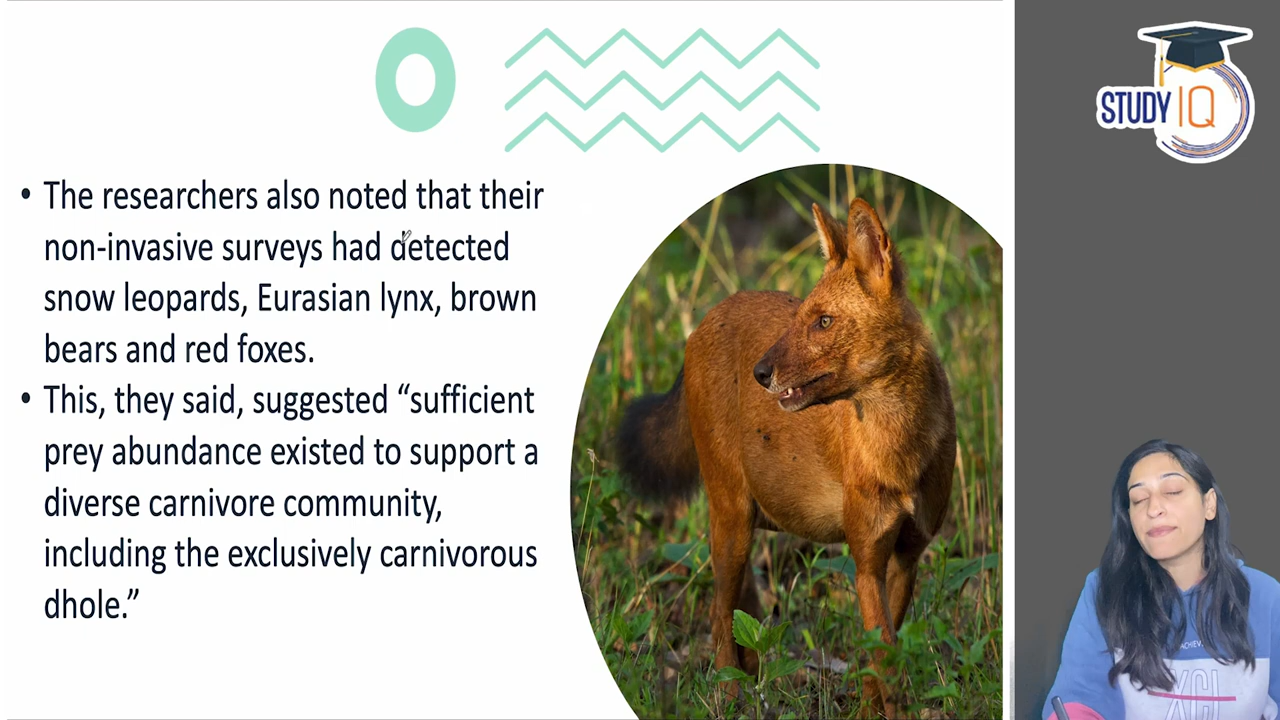 STUDY IQ
• The researchers also noted that their
non-invasive surveys had detected
snow leopards, Eurasian lynx, brown
bears and red foxes.
• This, they said, suggested “sufficient
prey abundance existed to support a
diverse carnivore community,
including the exclusively carnivorous
dhole.”